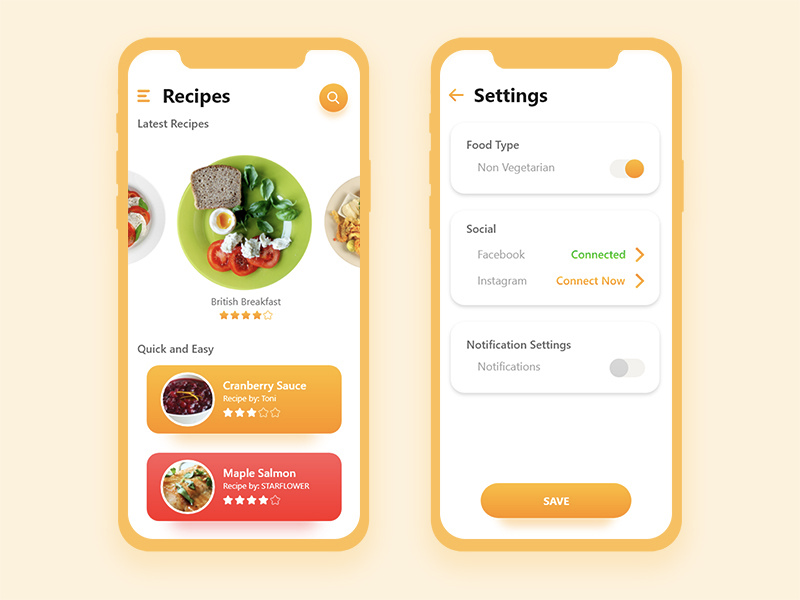 Recipes
Latest Recipes
British Breakfast
Quick and Easy
Cranberry Sauce
Recipe by: Toni
Maple Salmon
Recipe by: STARFLOWER
Settings
Food Type
Non Vegetarian
Social
Facebook Connected
Instagram Connect Now
Notification Settings
Notifications
SAVE